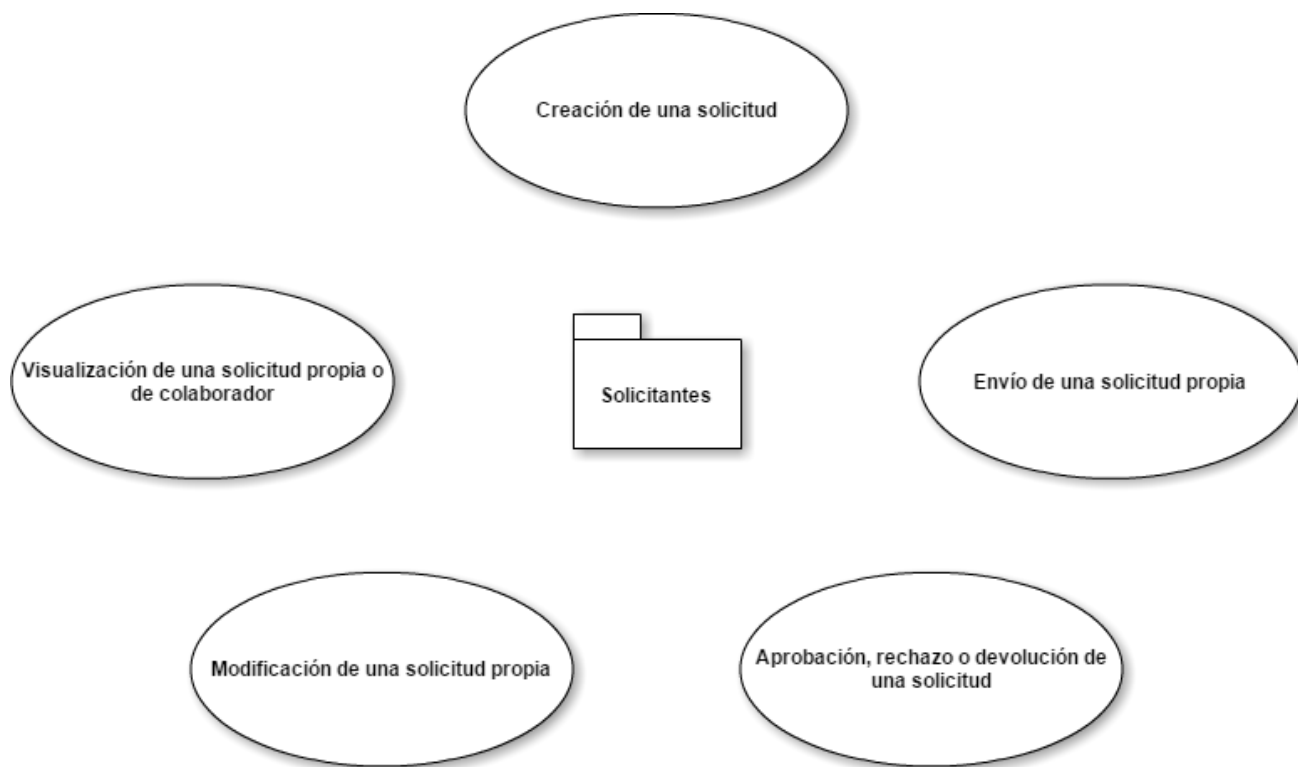 Creación de una solicitud
Visualización de una solicitud propia o
de colaborador
Solicitantes
Envío de una solicitud propia
Modificación de una solicitud propia
Aprobación, rechazo o devolución de
una solicitud